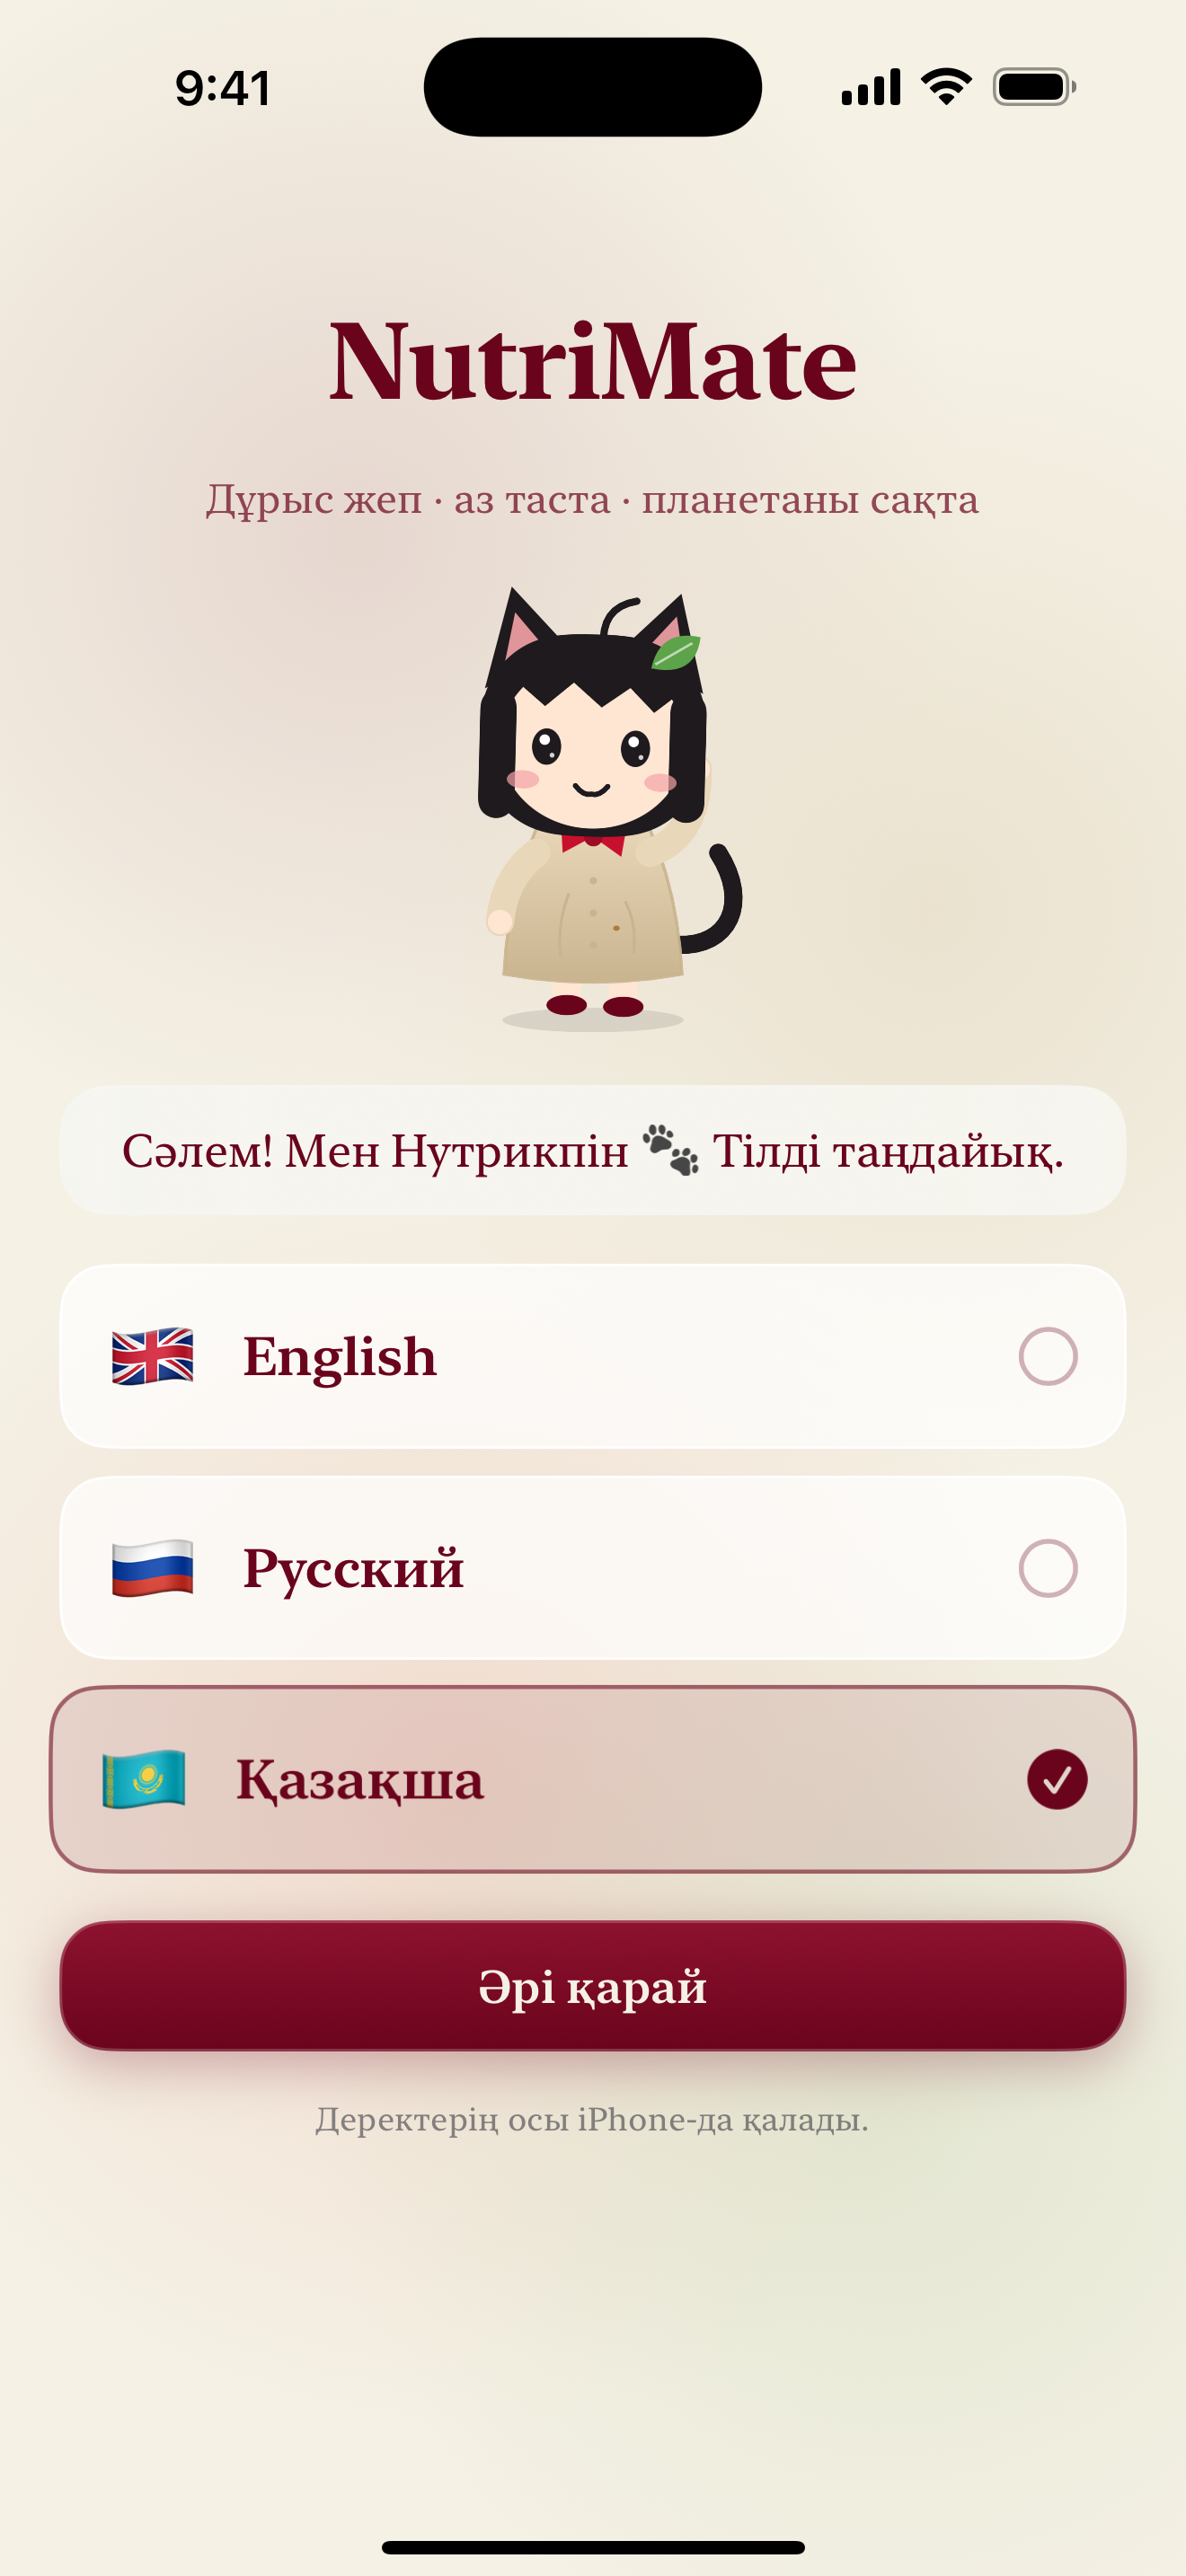 9:41
NutriMate
Дұрыс жеп · аз таста · планетаны сақта
Сәлем! Мен Нутрикпін 🐾 Тілді таңдайық.
English
Русский
Қазақша
Әрі қарай
Деректерің осы iPhone-да қалады.